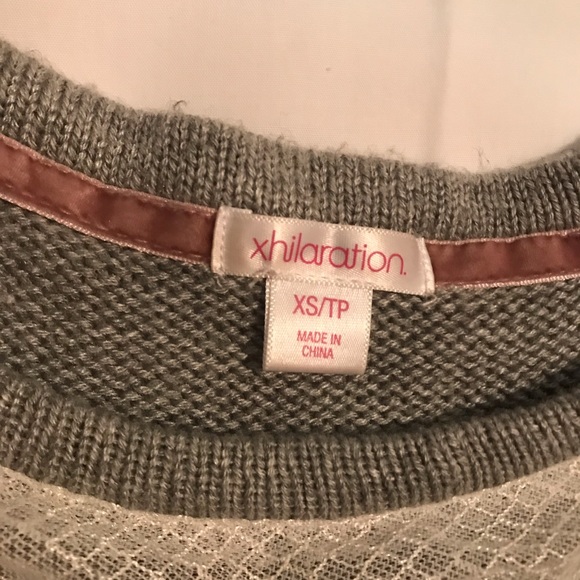 xhilaration.
XS/TP
MADE IN
CHINA